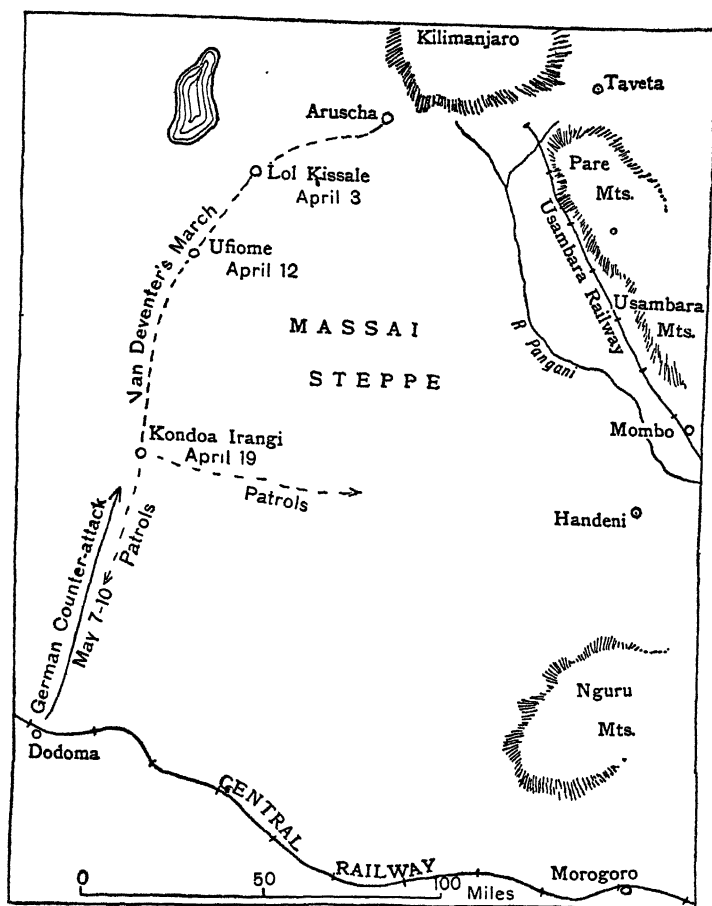 Kilimanjaro
Taveta
Aruscha
Lol Kissale
April 3
Pare
Mts.
Ufiome
April 12
Van Deventer's March
Usambara Railway
Usambara
Mts.
MASSAI
STEPPE
R Pangani
Mombo
Kondoa Irangi
April 19
Patrols
Patrols
Handeni
German Counter-attack
May 7-10
Nguru
Mts.
Dodoma
CENTRAL
RAILWAY
Morogoro
0 50 100 Miles